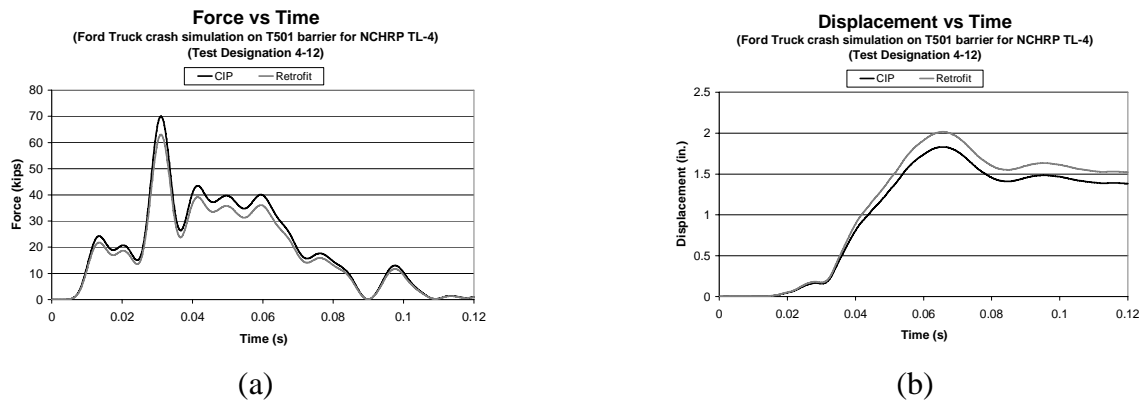 Force vs Time
(Ford Truck crash simulation on T501 barrier for NCHRP TL-4)
(Test Designation 4-12)
CIP Retrofit
80
70
60
50
40
30
20
10
0
Force (kips)
0 0.02 0.04 0.06 0.08 0.1 0.12
Time (s)
(a)
Displacement vs Time
(Ford Truck crash simulation on T501 barrier for NCHRP TL-4)
(Test Designation 4-12)
CIP Retrofit
2.5
2
1.5
1
0.5
0
Displacement (in.)
0 0.02 0.04 0.06 0.08 0.1 0.12
Time (s)
(b)